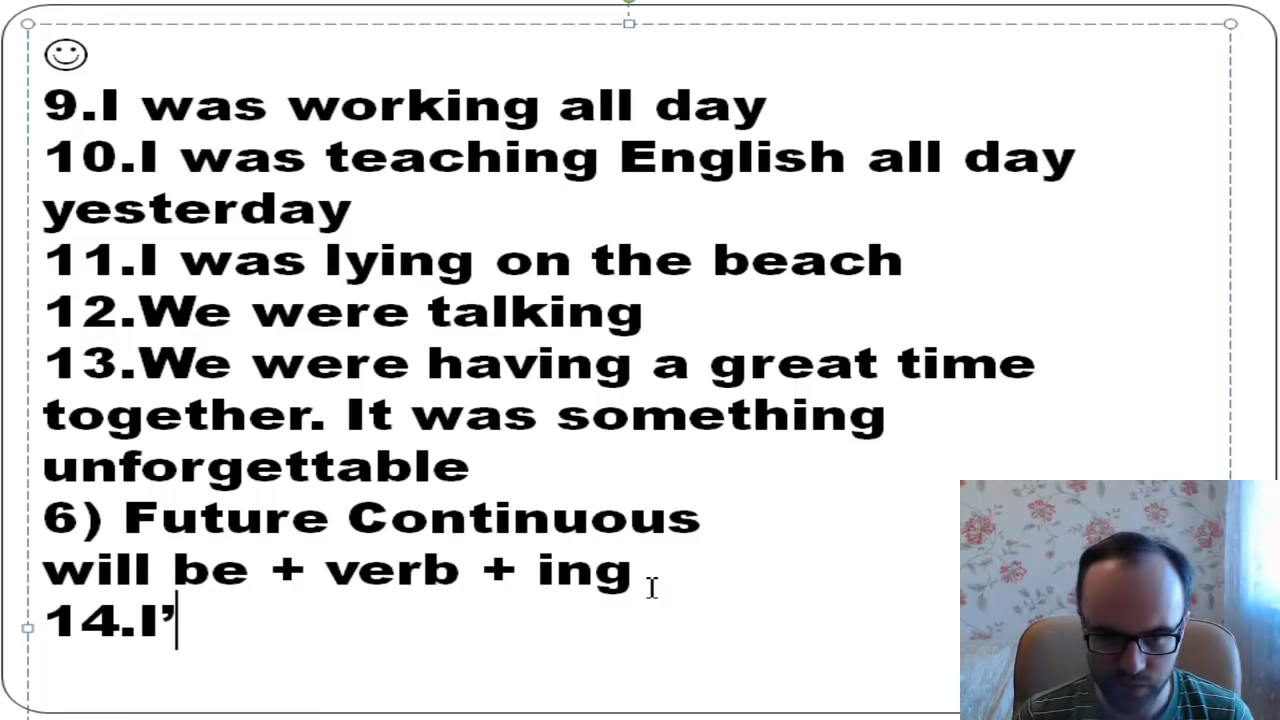 9.I was working all day
10.I was teaching English all day
yesterday
11.I was lying on the beach
12.We were talking
13.We were having a great time
together. It was something
unforgettable
6) Future Continuous
will be + verb + ing
14.I’